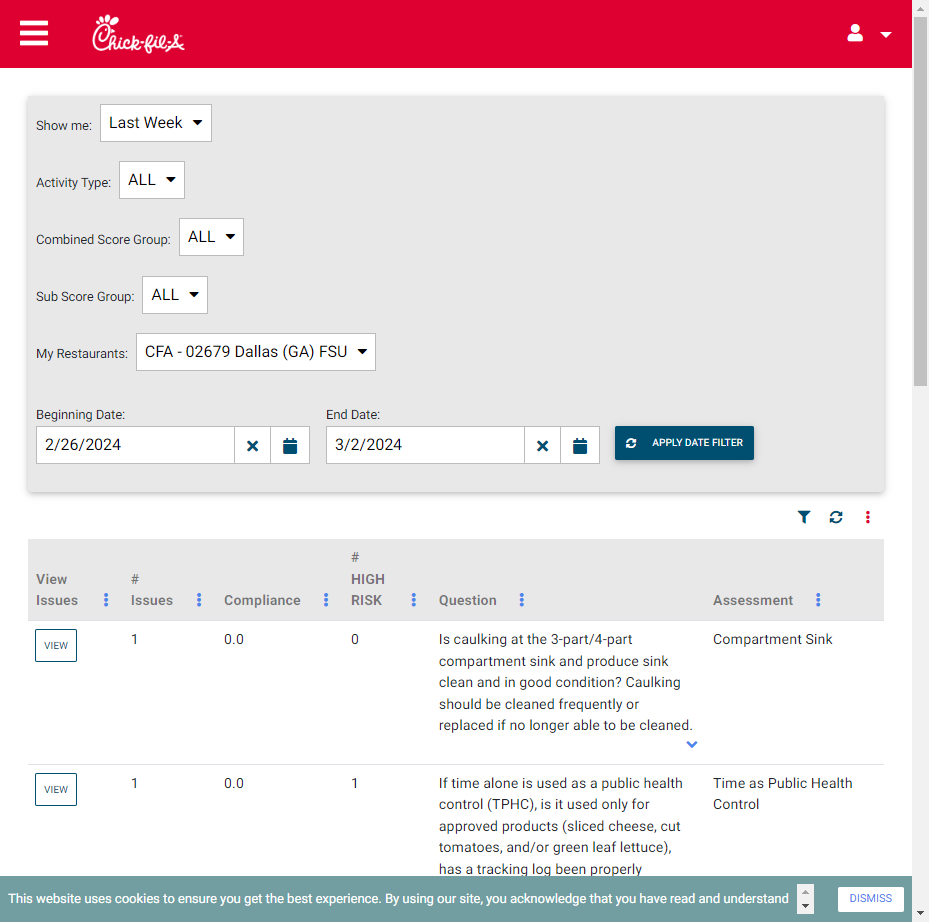 Chick-fil-A
Show me: Last Week
Activity Type: ALL
Combined Score Group: ALL
Sub Score Group: ALL
My Restaurants: CFA - 02679 Dallas (GA) FSU
Beginning Date: End Date:
2/26/2024 3/2/2024 APPLY DATE FILTER
#
View # HIGH
Issues Issues Compliance RISK Question Assessment
VIEW 1 0.0 0 Is caulking at the 3-part/4-part Compartment Sink
compartment sink and produce sink
clean and in good condition? Caulking
should be cleaned frequently or
replaced if no longer able to be cleaned.
VIEW 1 0.0 1 If time alone is used as a public health Time as Public Health
control (TPHC), is it used only for Control
approved products (sliced cheese, cut
tomatoes, and/or green leaf lettuce),
has a tracking log been properly
This website uses cookies to ensure you get the best experience. By using our site, you acknowledge that you have read and understand DISMISS